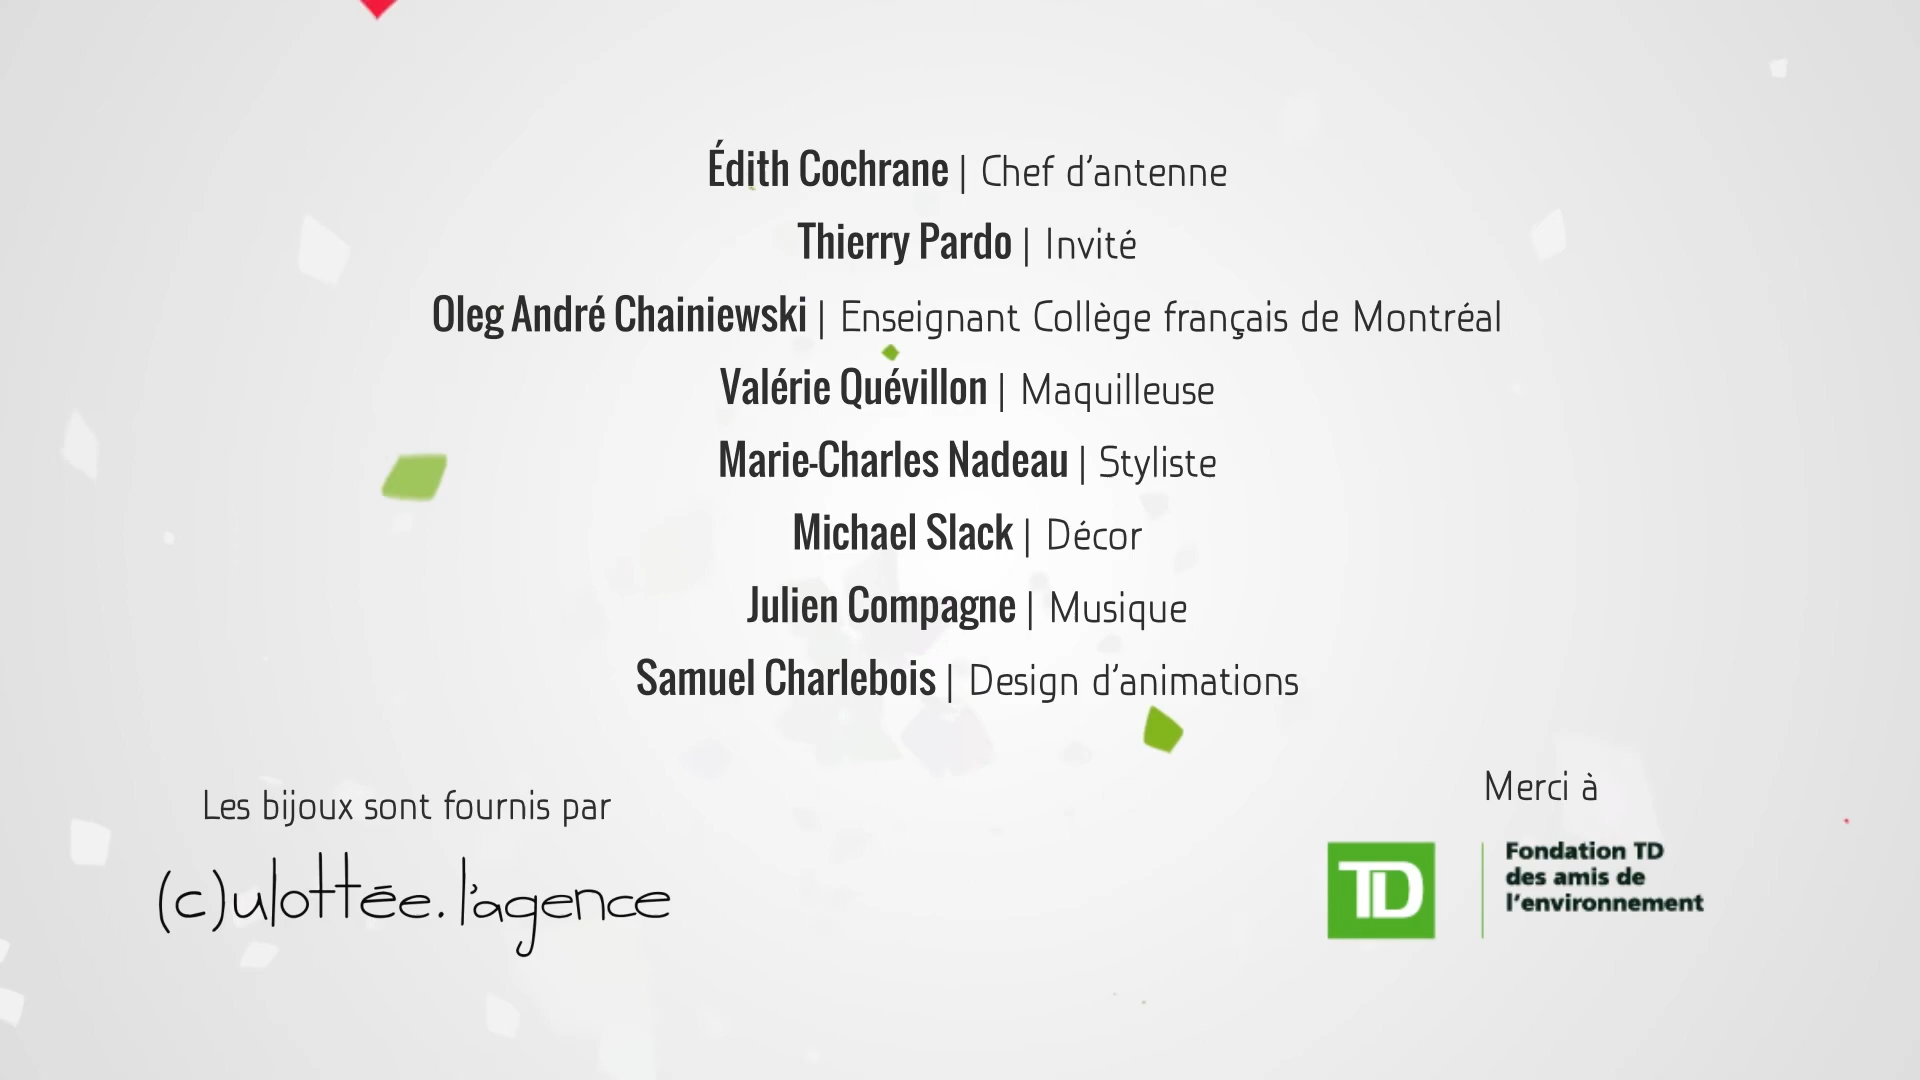 Édith Cochrane | Chef d'antenne
Thierry Pardo | Invité
Oleg André Chainiewski | Enseignant Collège français de Montréal
Valérie Quévillon | Maquilleuse
Marie-Charles Nadeau | Styliste
Michael Slack | Décor
Julien Compagne | Musique
Samuel Charlebois | Design d'animations
Les bijoux sont fournis par
(c)ulottée. l'agence
Merci à
TD
Fondation TD
des amis de
l'environnement